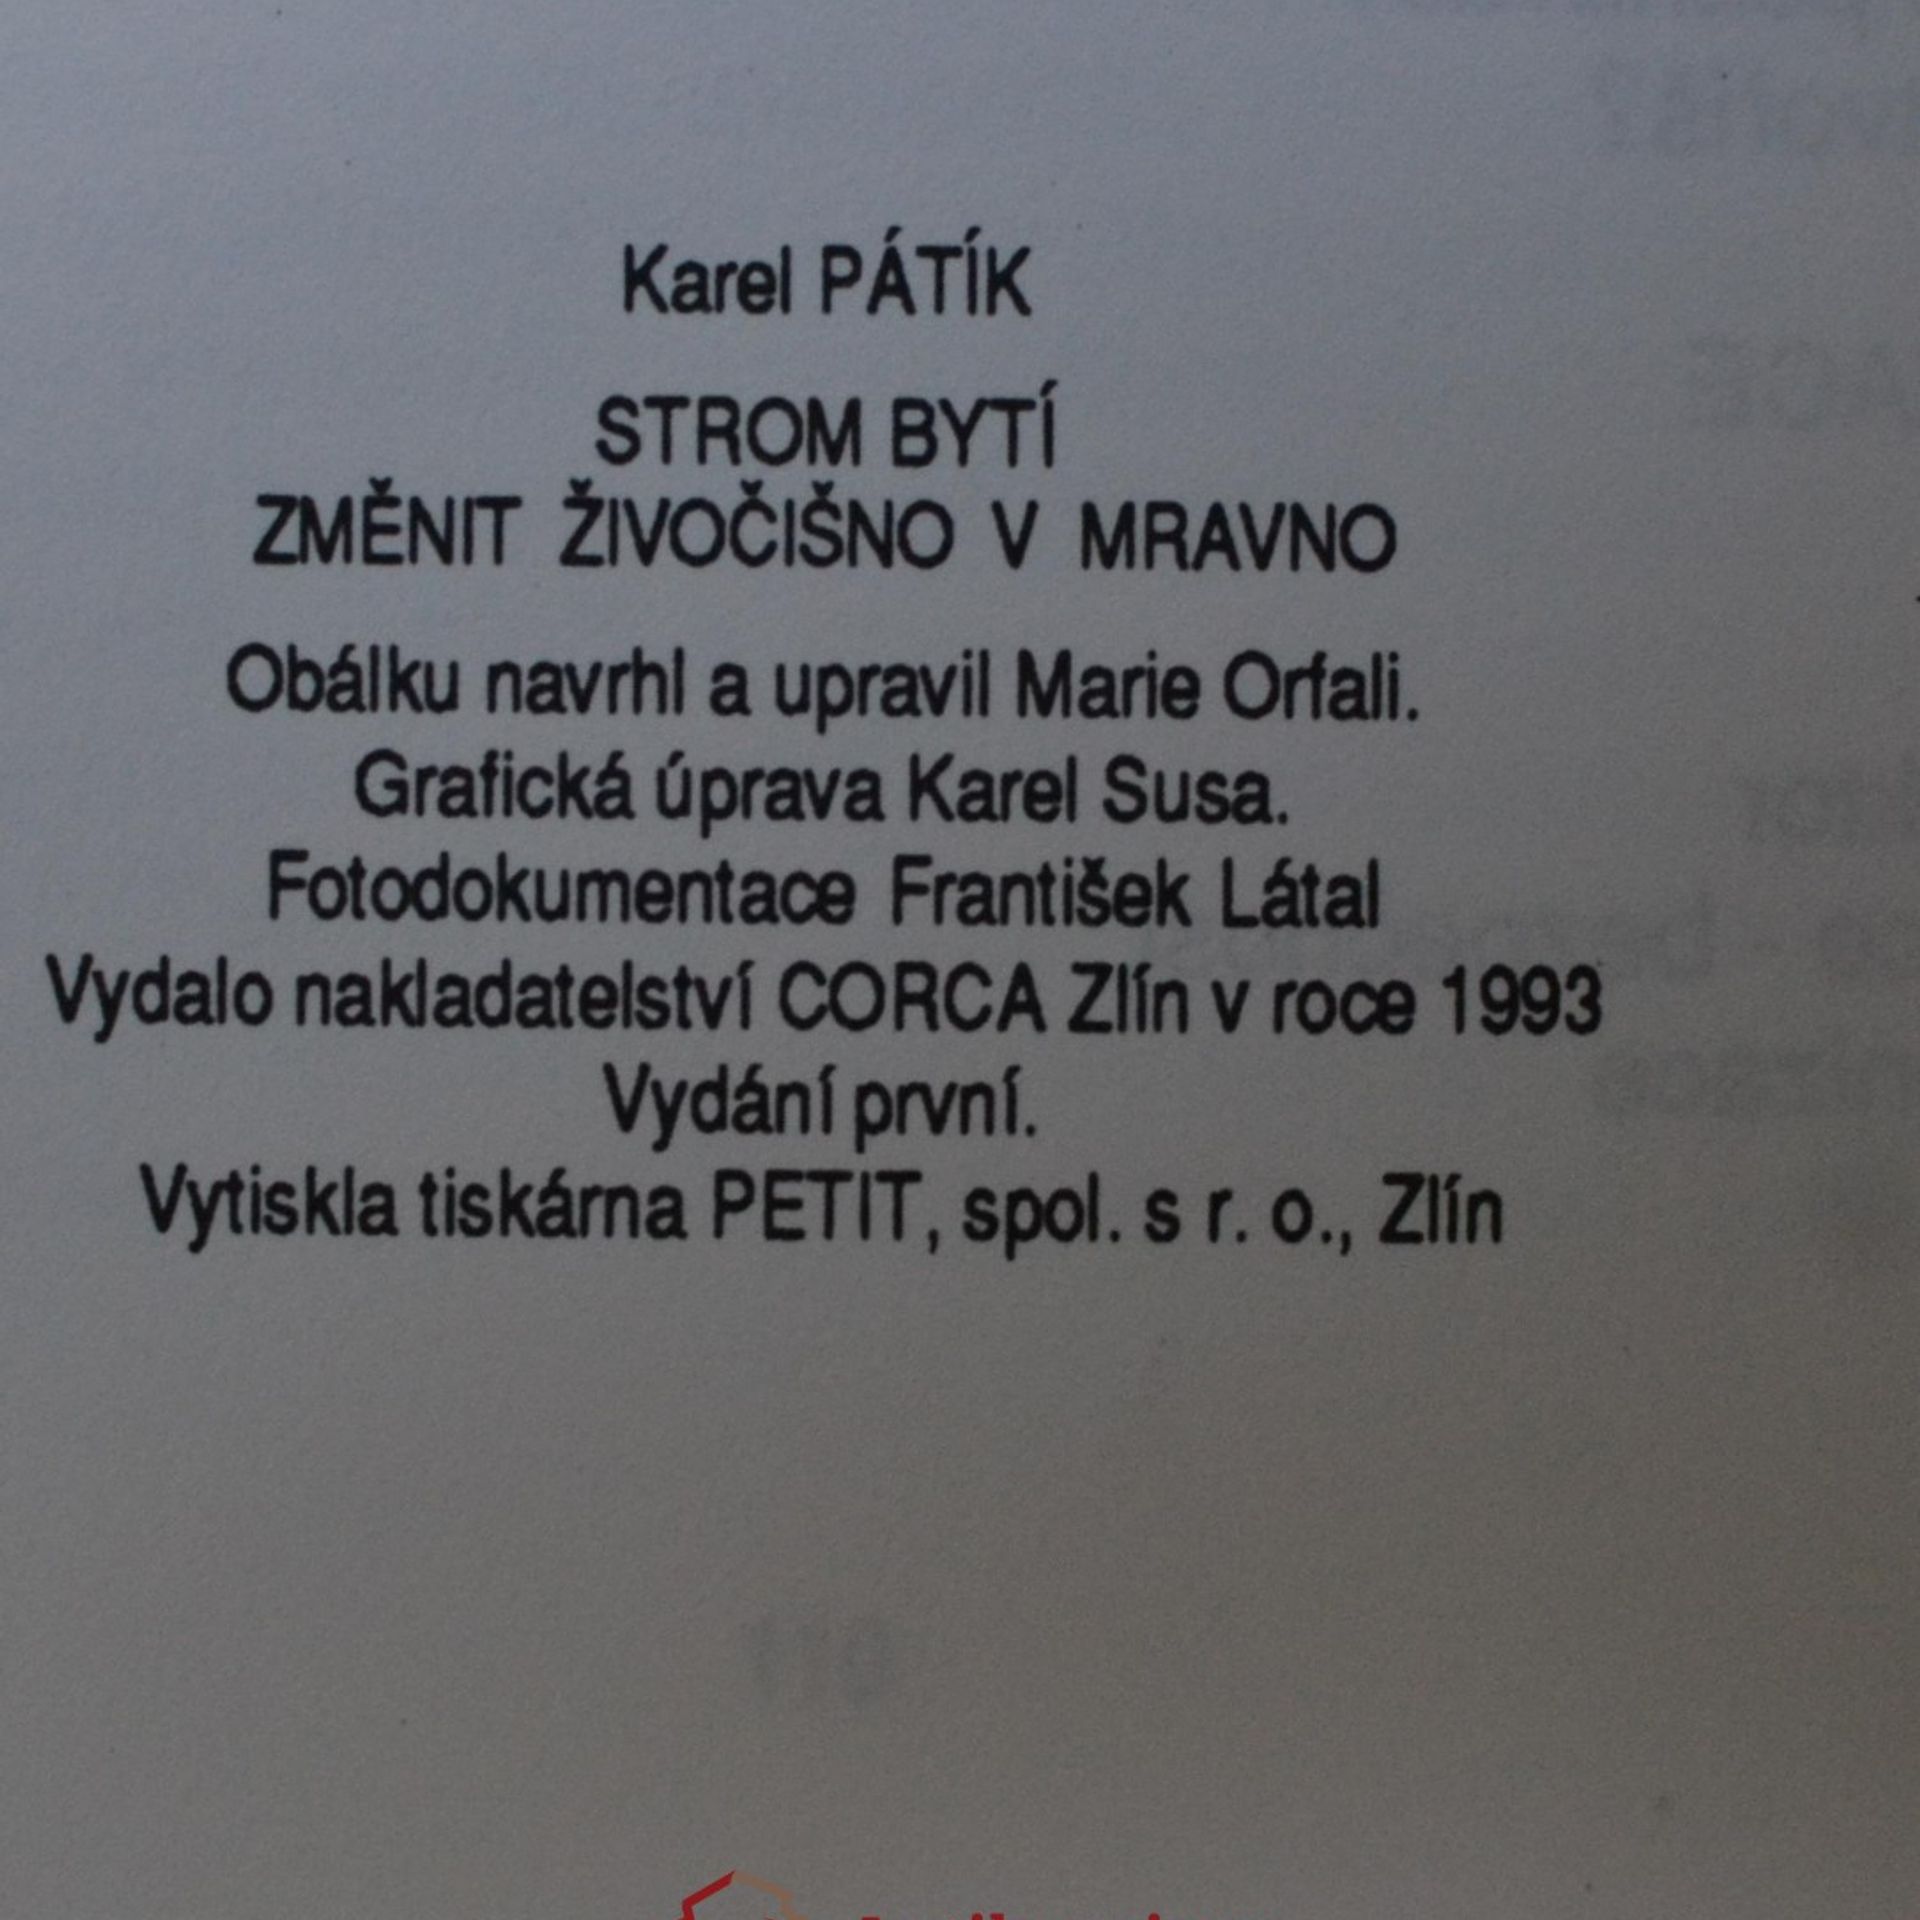 Karel PÁTÍK
STROM BYTÍ
ZMĚNIT ŽIVOČIŠNO V MRAVNO
Obálku navrhl a upravil Marie Orfali.
Grafická úprava Karel Susa.
Fotodokumentace František Látal
Vydalo nakladatelství CORCA Zlín v roce 1993
Vydání první.
Vytiskla tiskárna PETIT, spol. s r. o., Zlín